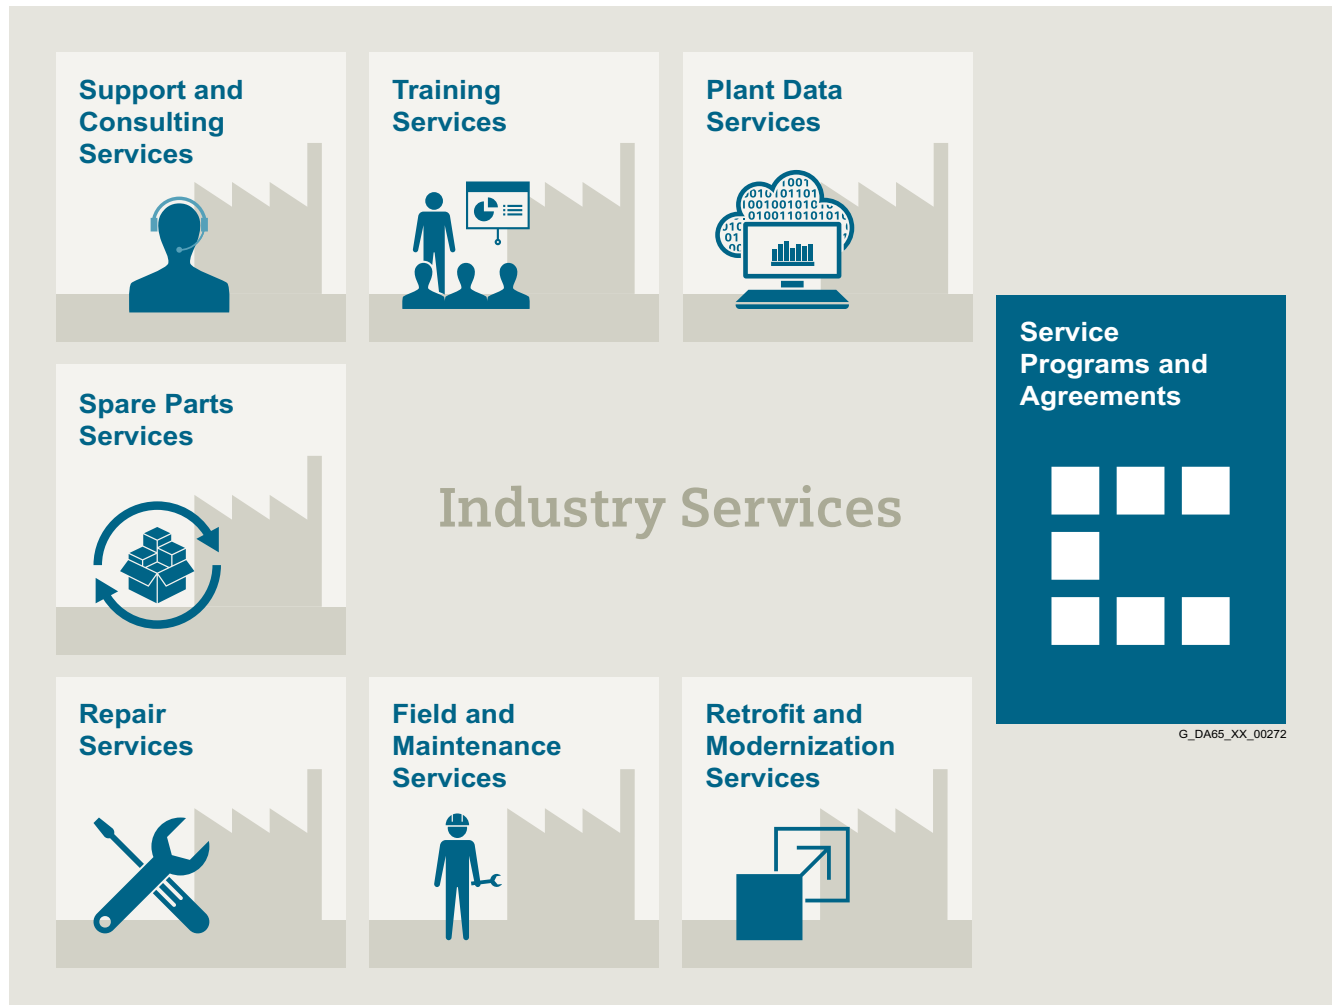 Support and
Consulting
Services
Training
Services
Plant Data
Services
Service
Programs and
Agreements
Spare Parts
Services
Industry Services
Repair
Services
Field and
Maintenance
Services
Retrofit and
Modernization
Services
G_DA65_XX_00272